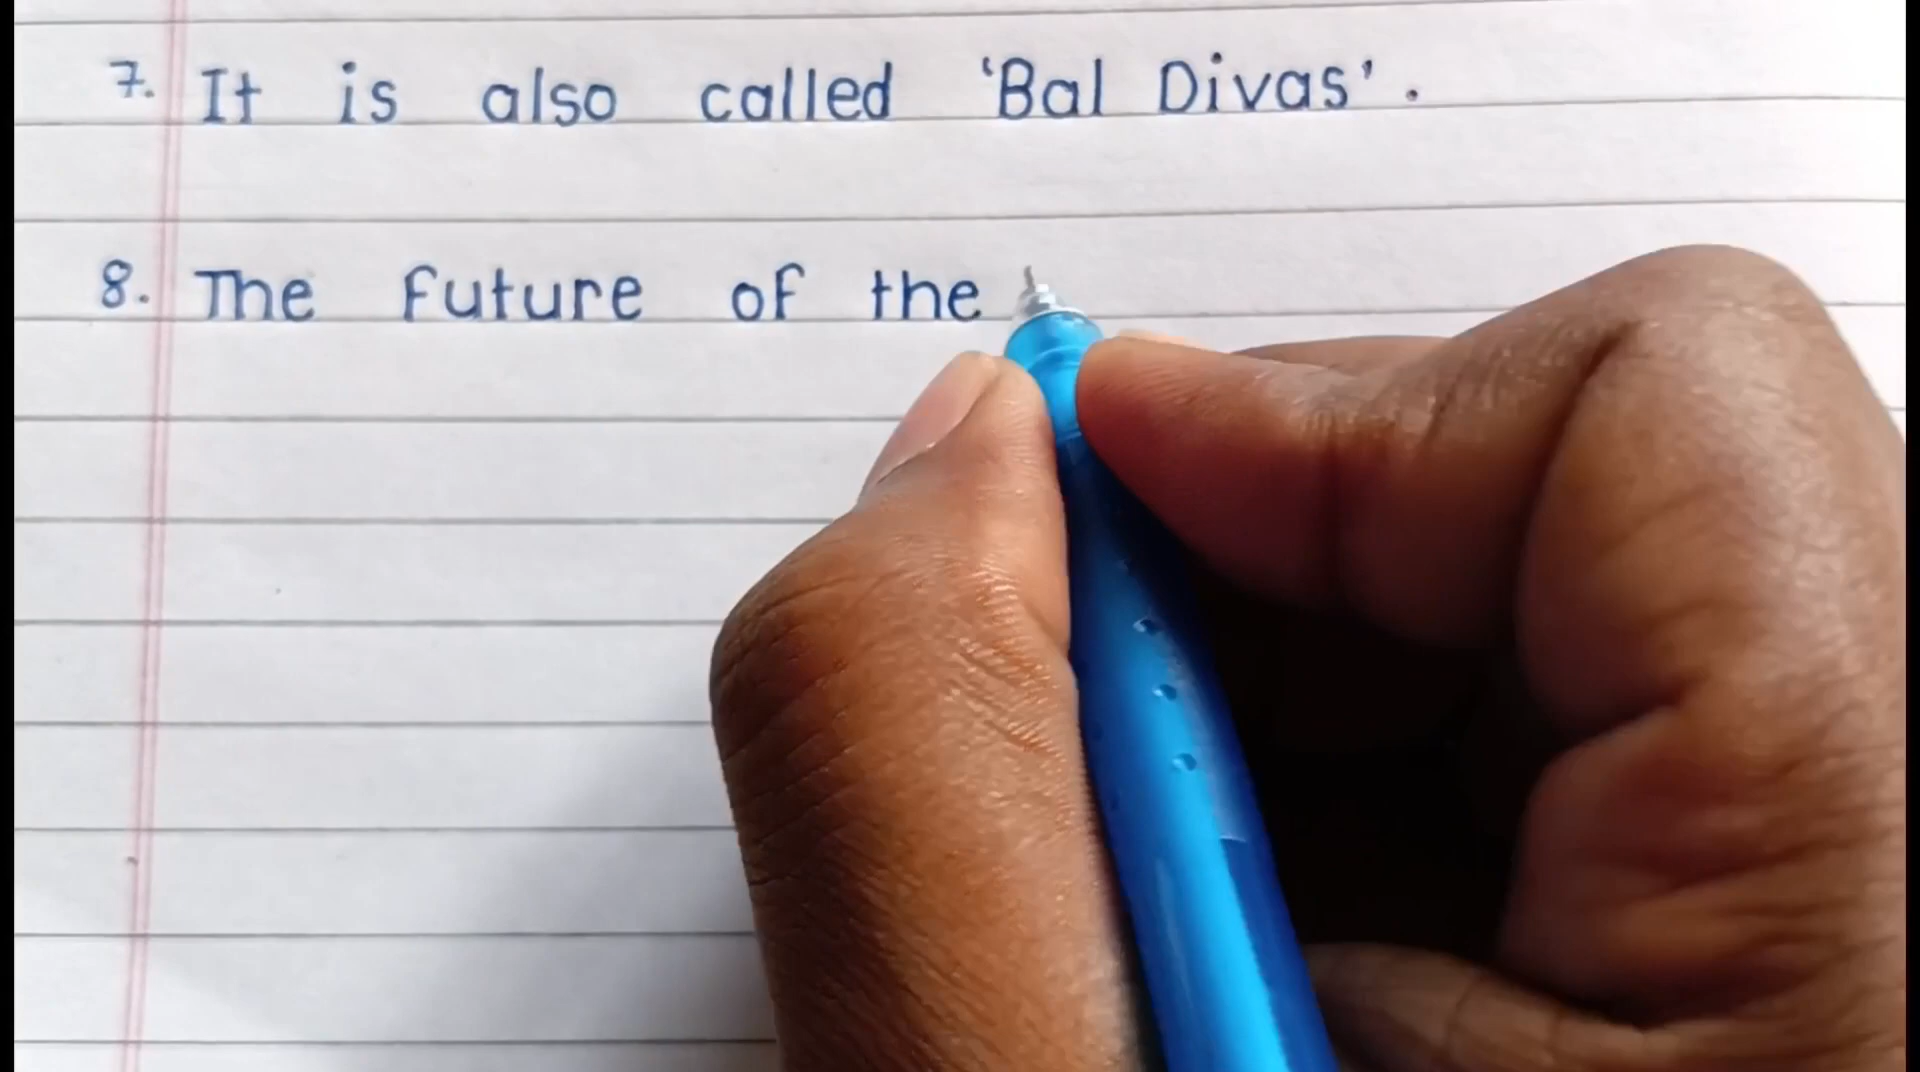 7. It is also called ‘Bal Divas’.
8. The future of the